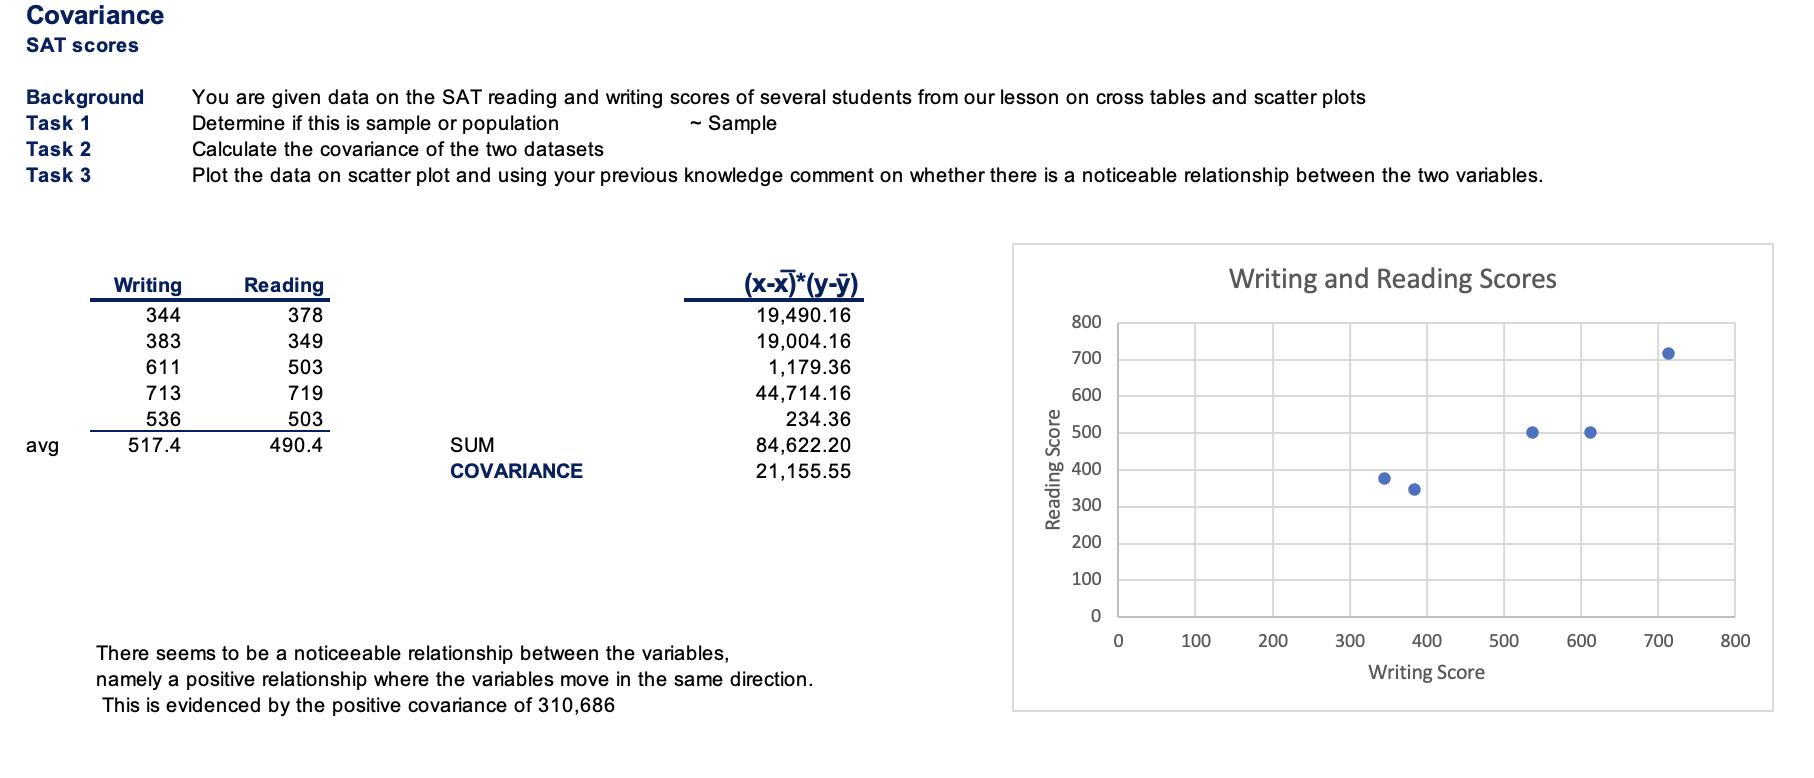 Covariance
SAT scores
Background You are given data on the SAT reading and writing scores of several students from our lesson on cross tables and scatter plots
Task 1 Determine if this is sample or population ~ Sample
Task 2 Calculate the covariance of the two datasets
Task 3 Plot the data on scatter plot and using your previous knowledge comment on whether there is a noticeable relationship between the two variables.
Writing Reading (x-x̅)*(y-ȳ)
344 378 19,490.16
383 349 19,004.16
611 503 1,179.36
713 719 44,714.16
536 503 234.36
avg 517.4 490.4 SUM 84,622.20
COVARIANCE 21,155.55
There seems to be a noticeeable relationship between the variables,
namely a positive relationship where the variables move in the same direction.
This is evidenced by the positive covariance of 310,686
Writing and Reading Scores
Reading Score
800
700
600
500
400
300
200
100
0
0 100 200 300 400 500 600 700 800
Writing Score